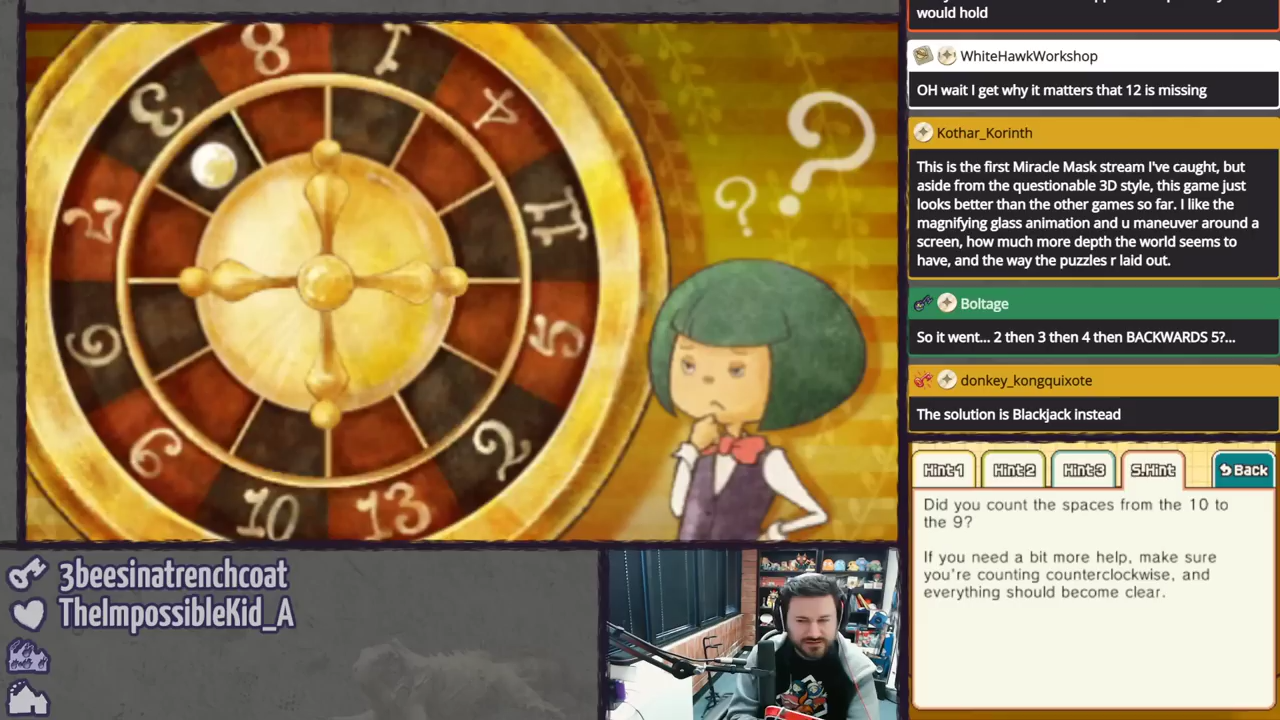 would hold
WhiteHawkWorkshop
OH wait I get why it matters that 12 is missing
Kothar_Korinth
This is the first Miracle Mask stream I've caught, but
aside from the questionable 3D style, this game just
looks better than the other games so far. I like the
magnifying glass animation and u maneuver around a
screen, how much more depth the world seems to
have, and the way the puzzles r laid out.
Boltage
So it went... 2 then 3 then 4 then BACKWARDS 5?...
donkey_kongquixote
The solution is Blackjack instead
8
1
4
11
5
2
13
10
6
9
7
3
? ?
Hint1 Hint2 Hint3 S.Hint Back
Did you count the spaces from the 10 to
the 9?
If you need a bit more help, make sure
you're counting counterclockwise, and
everything should become clear.
3beesinatrenchcoat
TheImpossibleKid_A